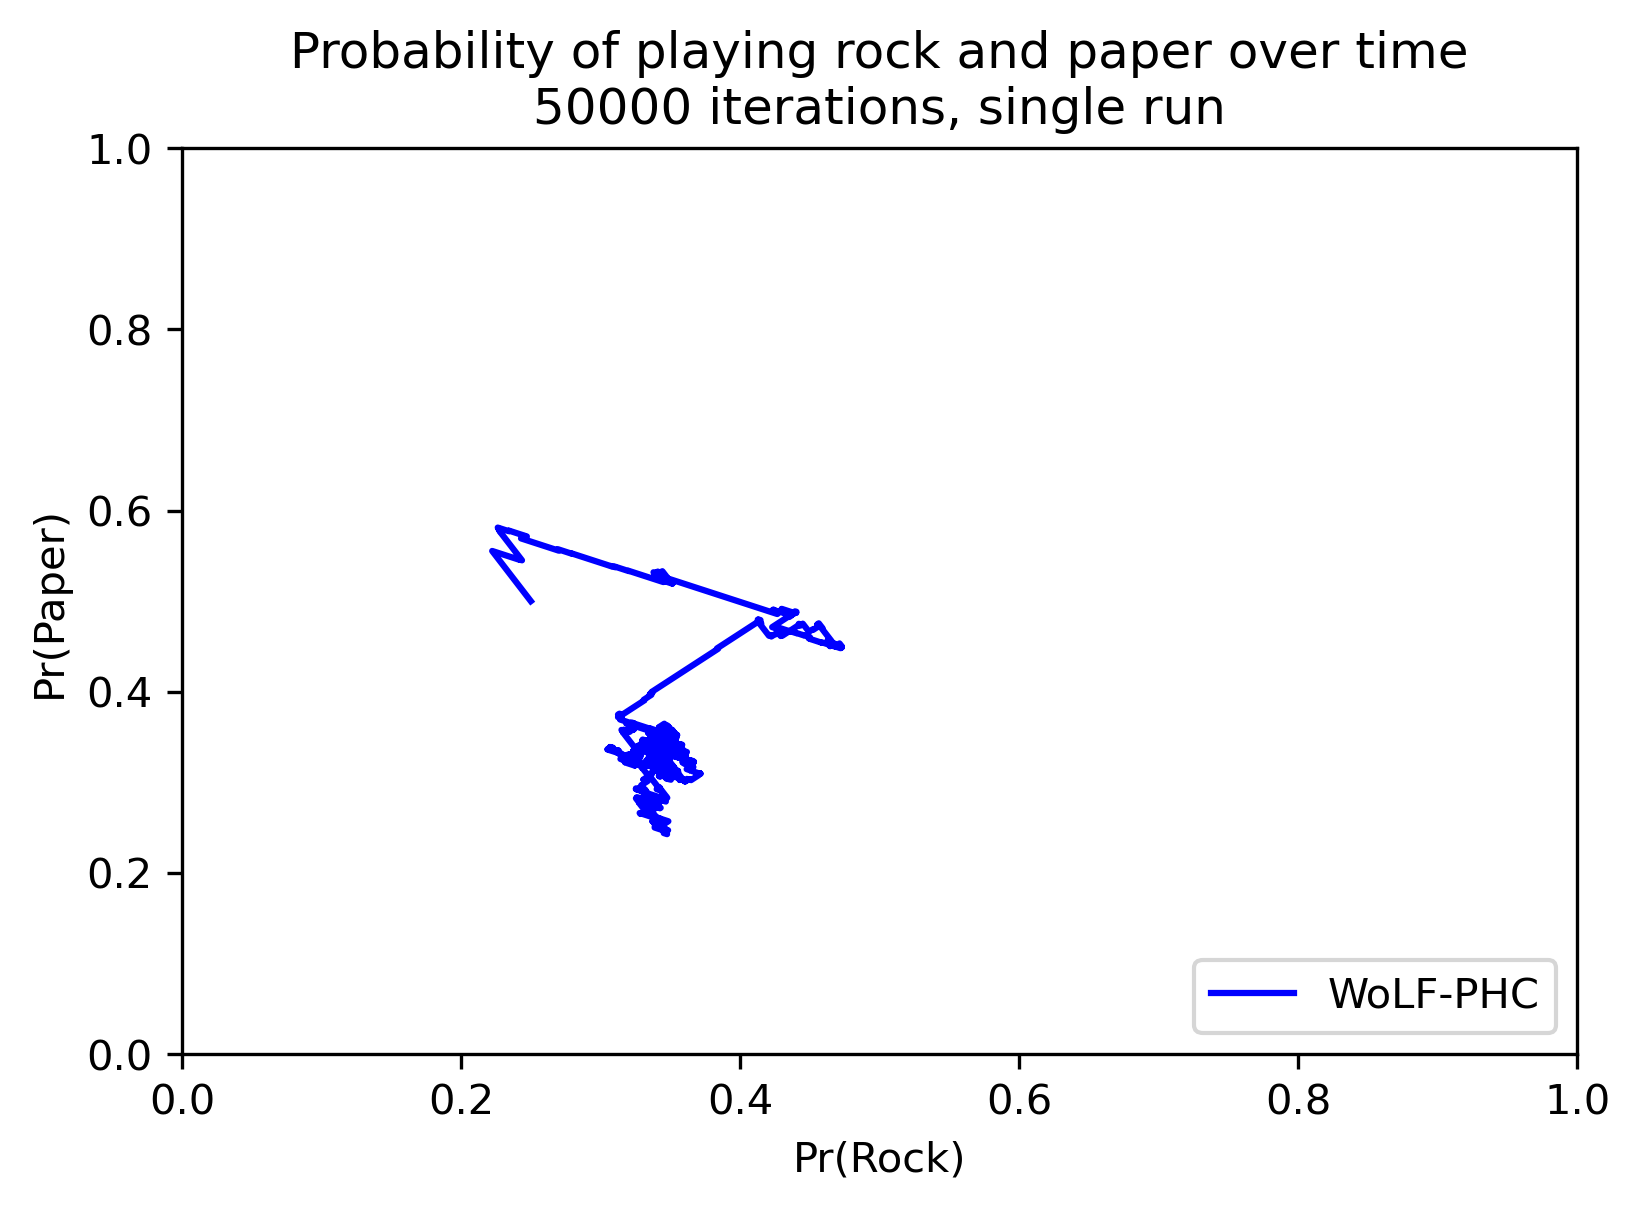 Probability of playing rock and paper over time
50000 iterations, single run
1.0
0.8
0.6
0.4
0.2
0.0
Pr(Paper)
0.0 0.2 0.4 0.6 0.8 1.0
Pr(Rock)
WoLF-PHC